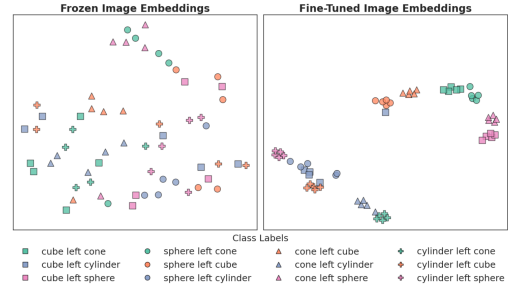 Frozen Image Embeddings
Fine-Tuned Image Embeddings
Class Labels
cube left cone
sphere left cone
cone left cube
cylinder left cone
cube left cylinder
sphere left cube
cone left cylinder
cylinder left cube
cube left sphere
sphere left cylinder
cone left sphere
cylinder left sphere